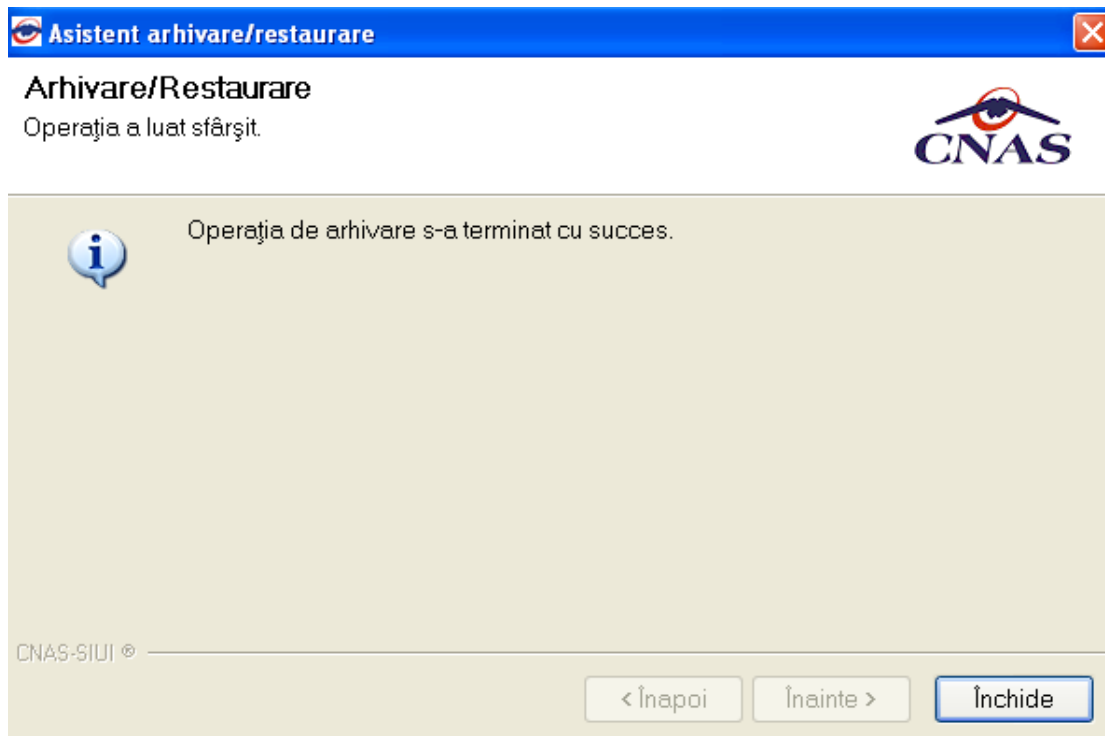 Asistent arhivare/restaurare
Arhivare/Restaurare
Operaţia a luat sfârşit.
CNAS
Operaţia de arhivare s-a terminat cu succes.
CNAS-SIUI ®
< Înapoi
Înainte >
Închide